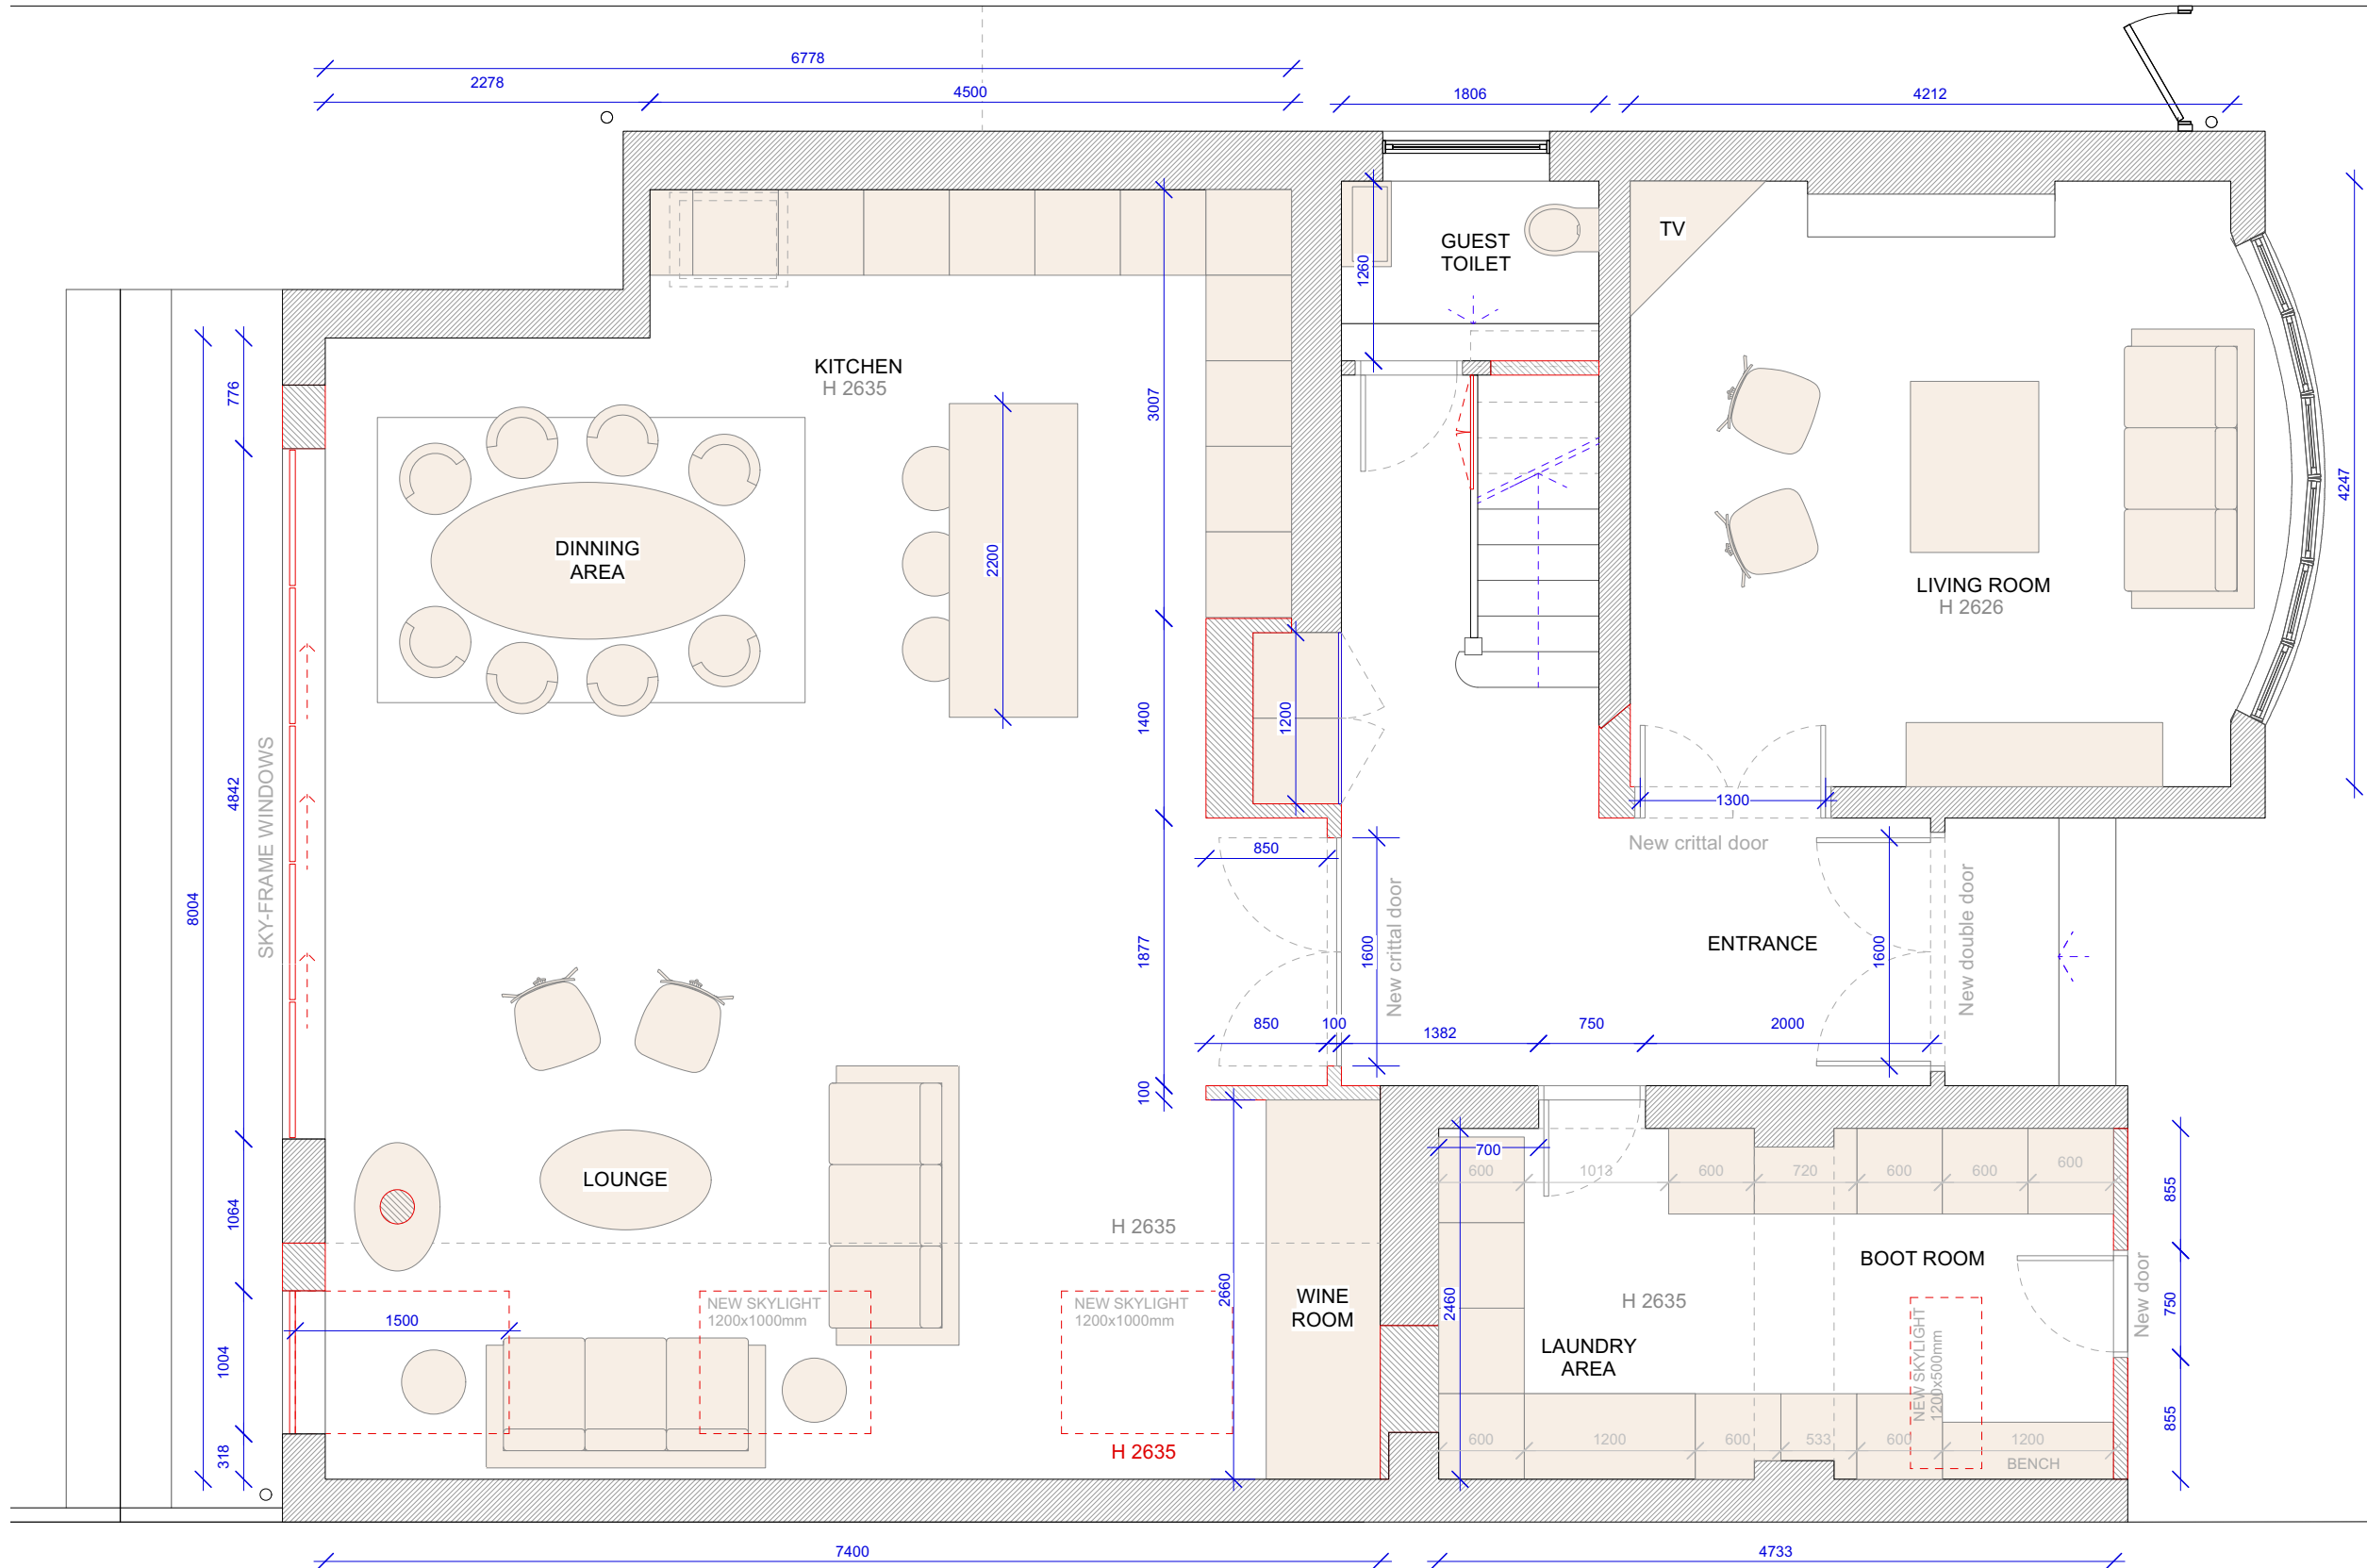 6778
2278
4500
1806
4212
GUEST
TOILET
TV
1260
KITCHEN
H 2635
776
3007
2200
DINNING
AREA
4247
LIVING ROOM
H 2626
1400
1200
4842
SKY-FRAME WINDOWS
8004
1300
New crittal door
850
1877
1600
New crittal door
ENTRANCE
1600
New double door
850
100
1382
750
2000
100
700
600
1013
600
720
600
600
600
855
LOUNGE
1064
H 2635
BOOT ROOM
New door
750
2660
WINE
ROOM
2460
H 2635
NEW SKYLIGHT
1200x1000mm
NEW SKYLIGHT
1200x1000mm
1500
1004
LAUNDRY
AREA
NEW SKYLIGHT
1200x500mm
855
318
H 2635
600
1200
600
533
600
1200
BENCH
7400
4733